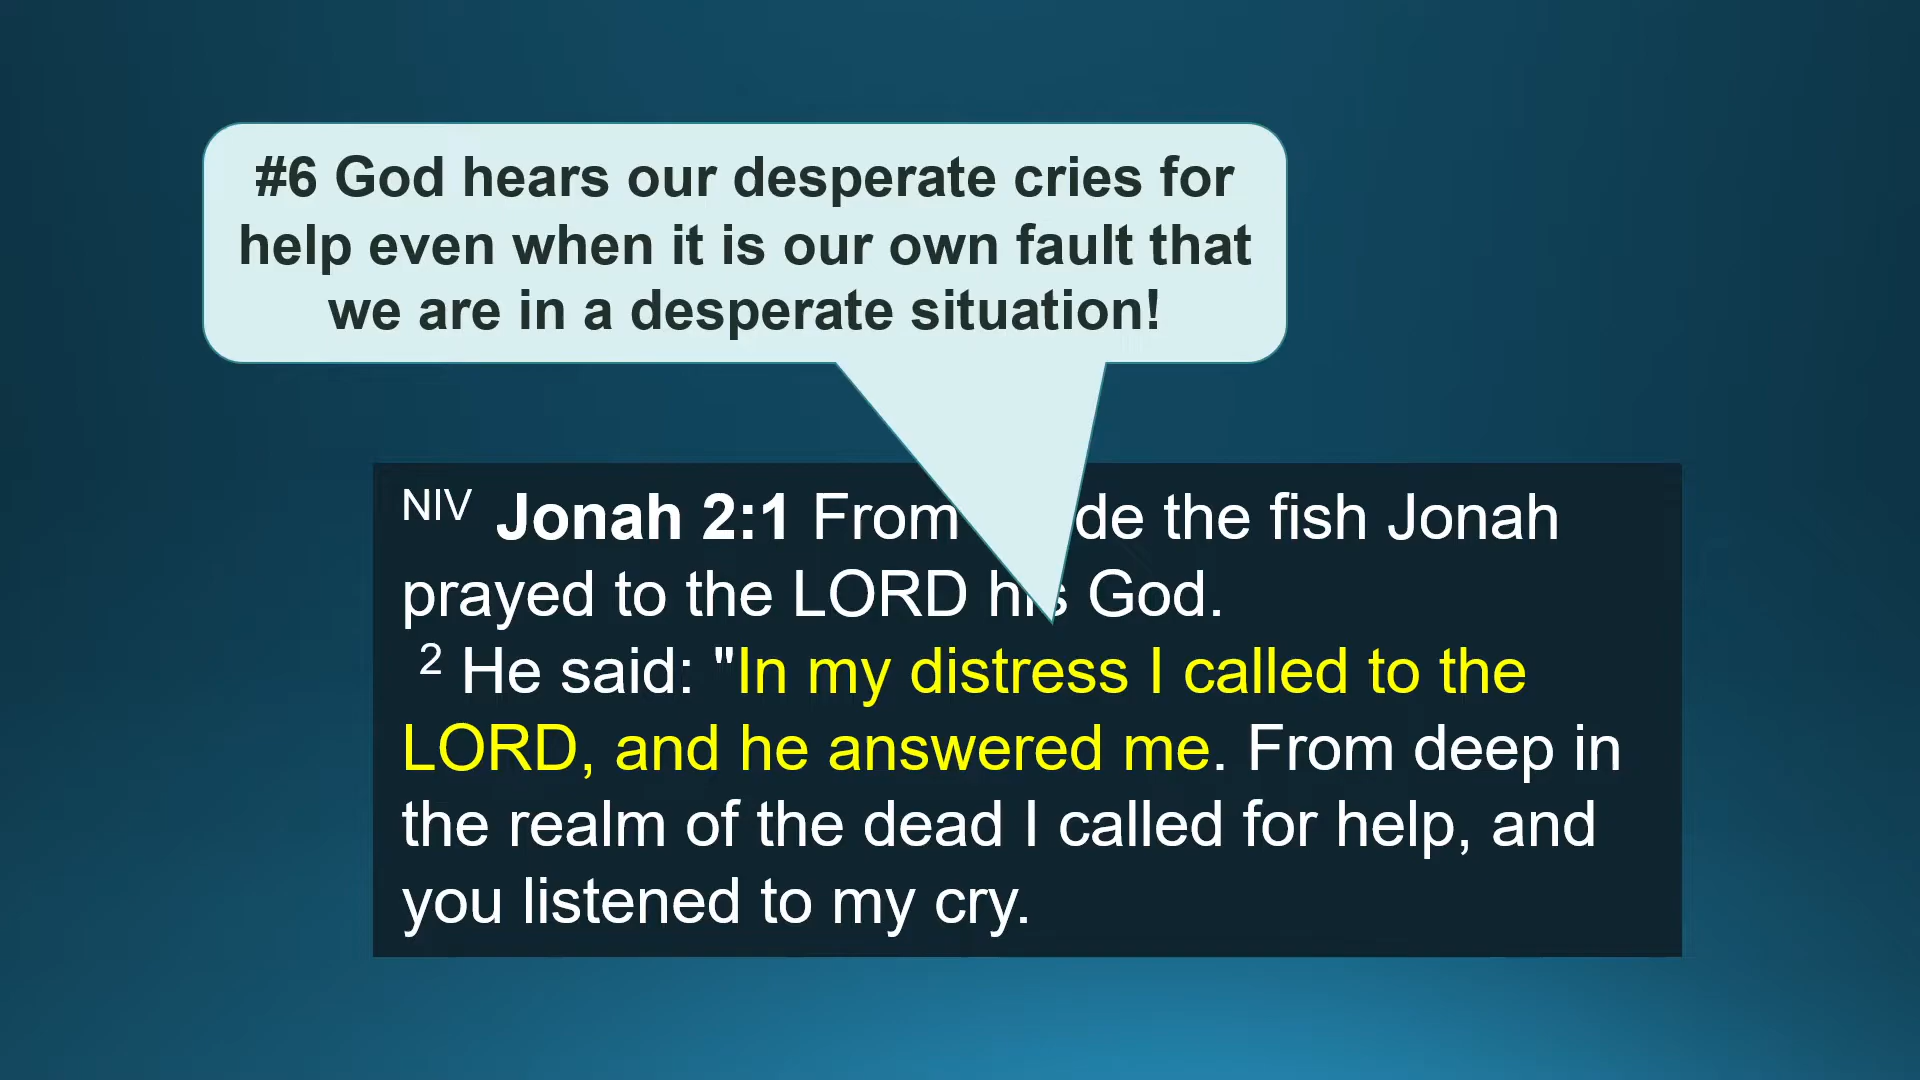 #6 God hears our desperate cries for
help even when it is our own fault that
we are in a desperate situation!
NIV Jonah 2:1 From de the fish Jonah
prayed to the LORD his God.
2 He said: "In my distress I called to the
LORD, and he answered me. From deep in
the realm of the dead I called for help, and
you listened to my cry.